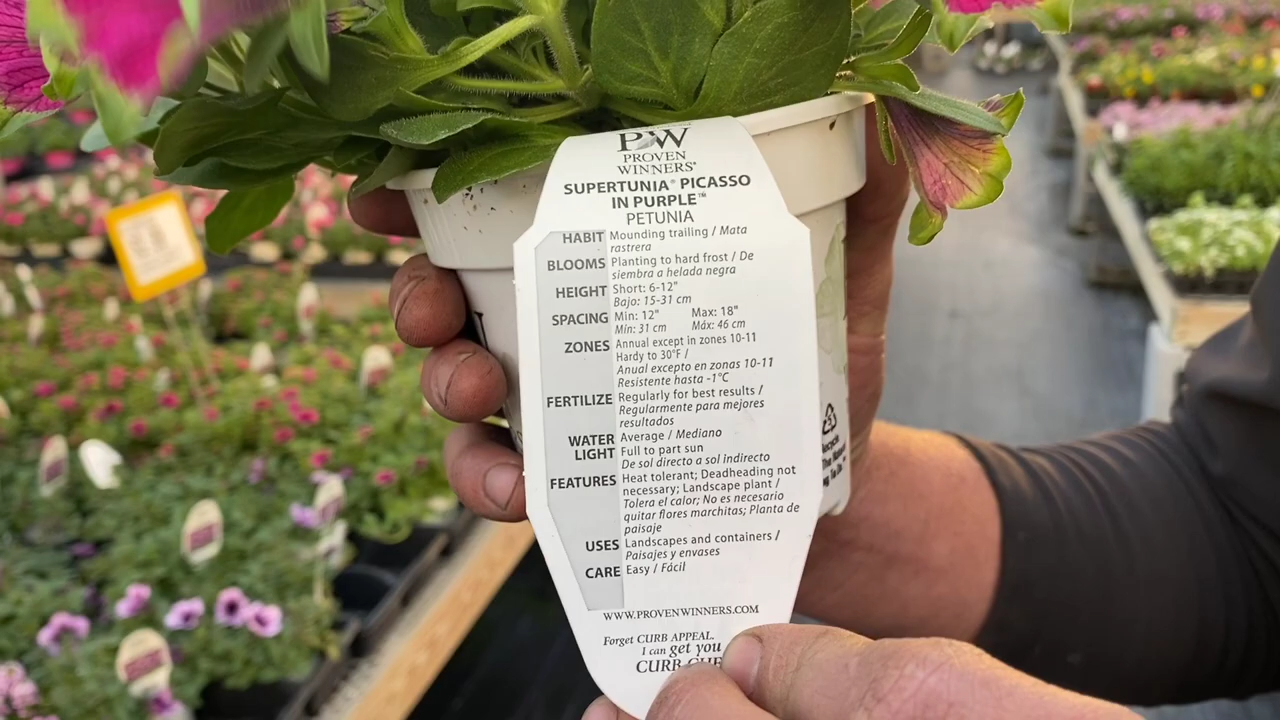 PW
PROVEN
WINNERS®
SUPERTUNIA® PICASSO
IN PURPLE™
PETUNIA
HABIT Mounding trailing / Mata
rastrera
BLOOMS Planting to hard frost / De
siembra a helada negra
HEIGHT Short: 6-12"
Bajo: 15-31 cm
SPACING Min: 12" Max: 18"
Mín: 31 cm Máx: 46 cm
ZONES Annual except in zones 10-11
Hardy to 30°F /
Anual excepto en zonas 10-11
Resistente hasta -1°C
FERTILIZE Regularly for best results /
Regularmente para mejores
resultados
WATER Average / Mediano
LIGHT Full to part sun
De sol directo a sol indirecto
FEATURES Heat tolerant; Deadheading not
necessary; Landscape plant /
Tolera el calor; No es necesario
quitar flores marchitas; Planta de
paisaje
USES Landscapes and containers /
Paisajes y envases
CARE Easy / Fácil
WWW.PROVENWINNERS.COM
Forget CURB APPEAL.
I can get you
CURB CHE